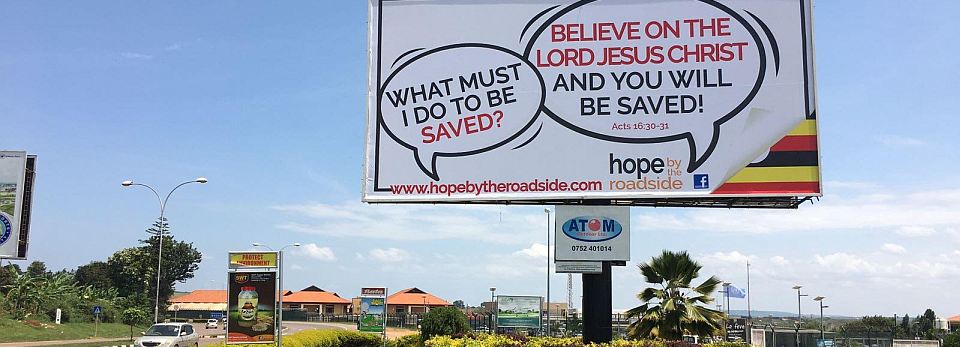 WHAT MUST
I DO TO BE
SAVED?
BELIEVE ON THE
LORD JESUS CHRIST
AND YOU WILL
BE SAVED!
Acts 16:30-31
www.hopebytheroadside.com
hope by
the
roadside
f
ATOM
0752 401014
PROTECT
ENVIRONMENT